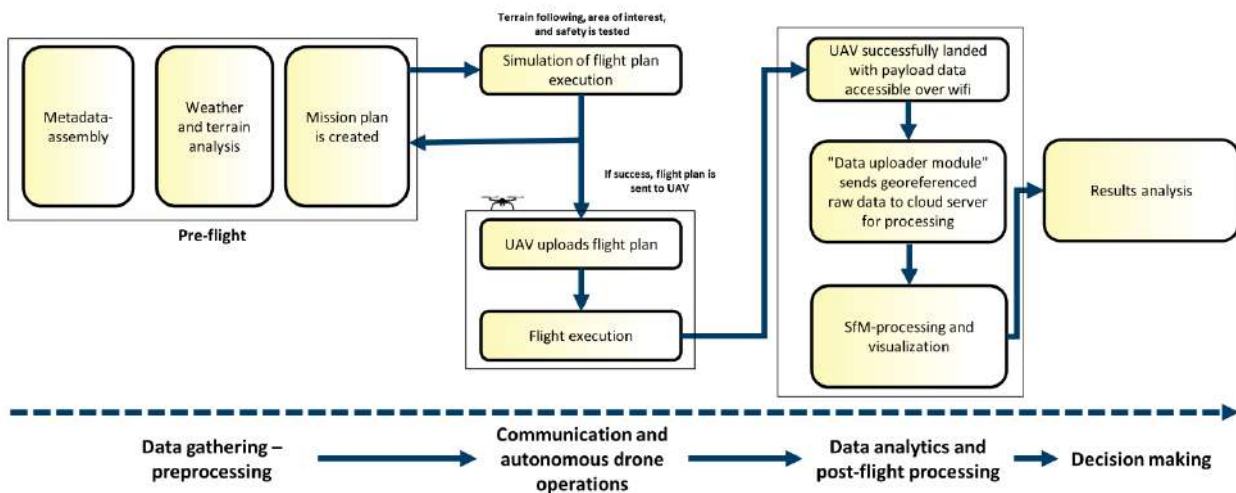 Terrain following, area of interest,
and safety is tested
Metadata-
assembly
Weather
and terrain
analysis
Mission plan
is created
Pre-flight
Simulation of flight plan
execution
If success, flight plan is
sent to UAV
UAV uploads flight plan
Flight execution
UAV successfully landed
with payload data
accessible over wifi
"Data uploader module"
sends georeferenced
raw data to cloud server
for processing
SfM-processing and
visualization
Results analysis
Data gathering –
preprocessing
Communication and
autonomous drone
operations
Data analytics and
post-flight processing
Decision making